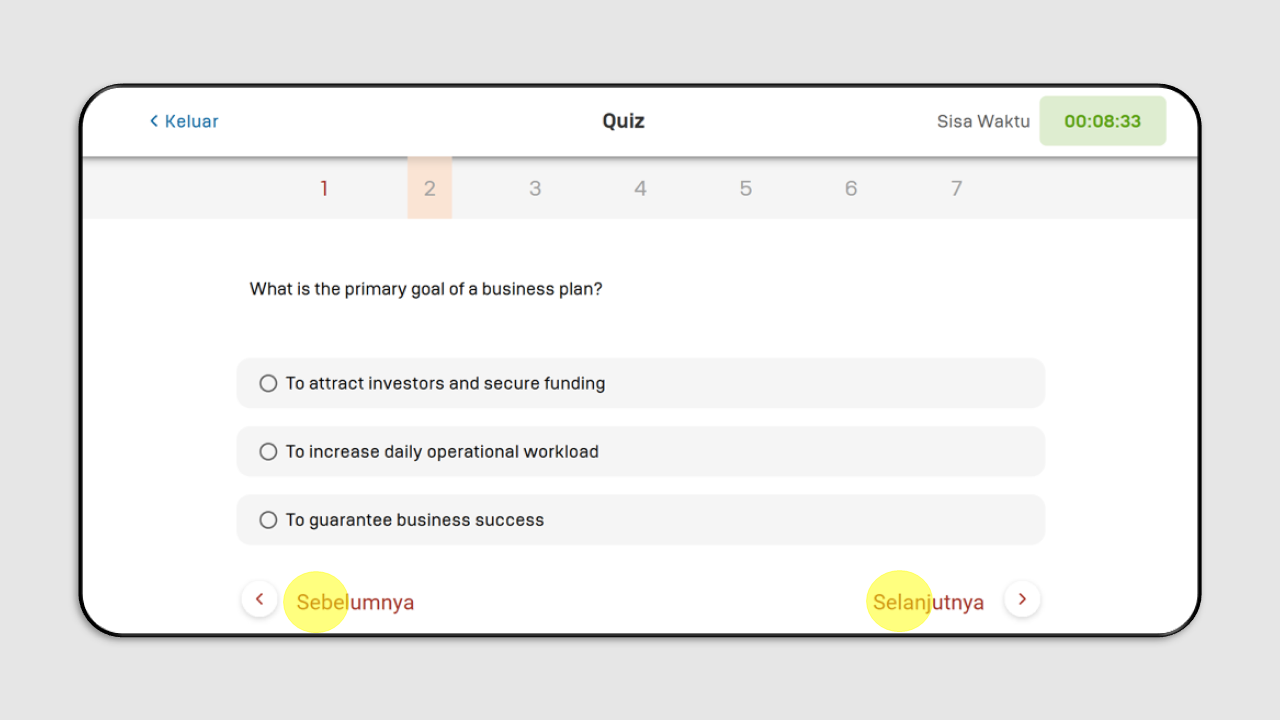 Keluar
Quiz
Sisa Waktu 00:08:33
1 2 3 4 5 6 7
What is the primary goal of a business plan?
To attract investors and secure funding
To increase daily operational workload
To guarantee business success
Sebelumnya
Selanjutnya